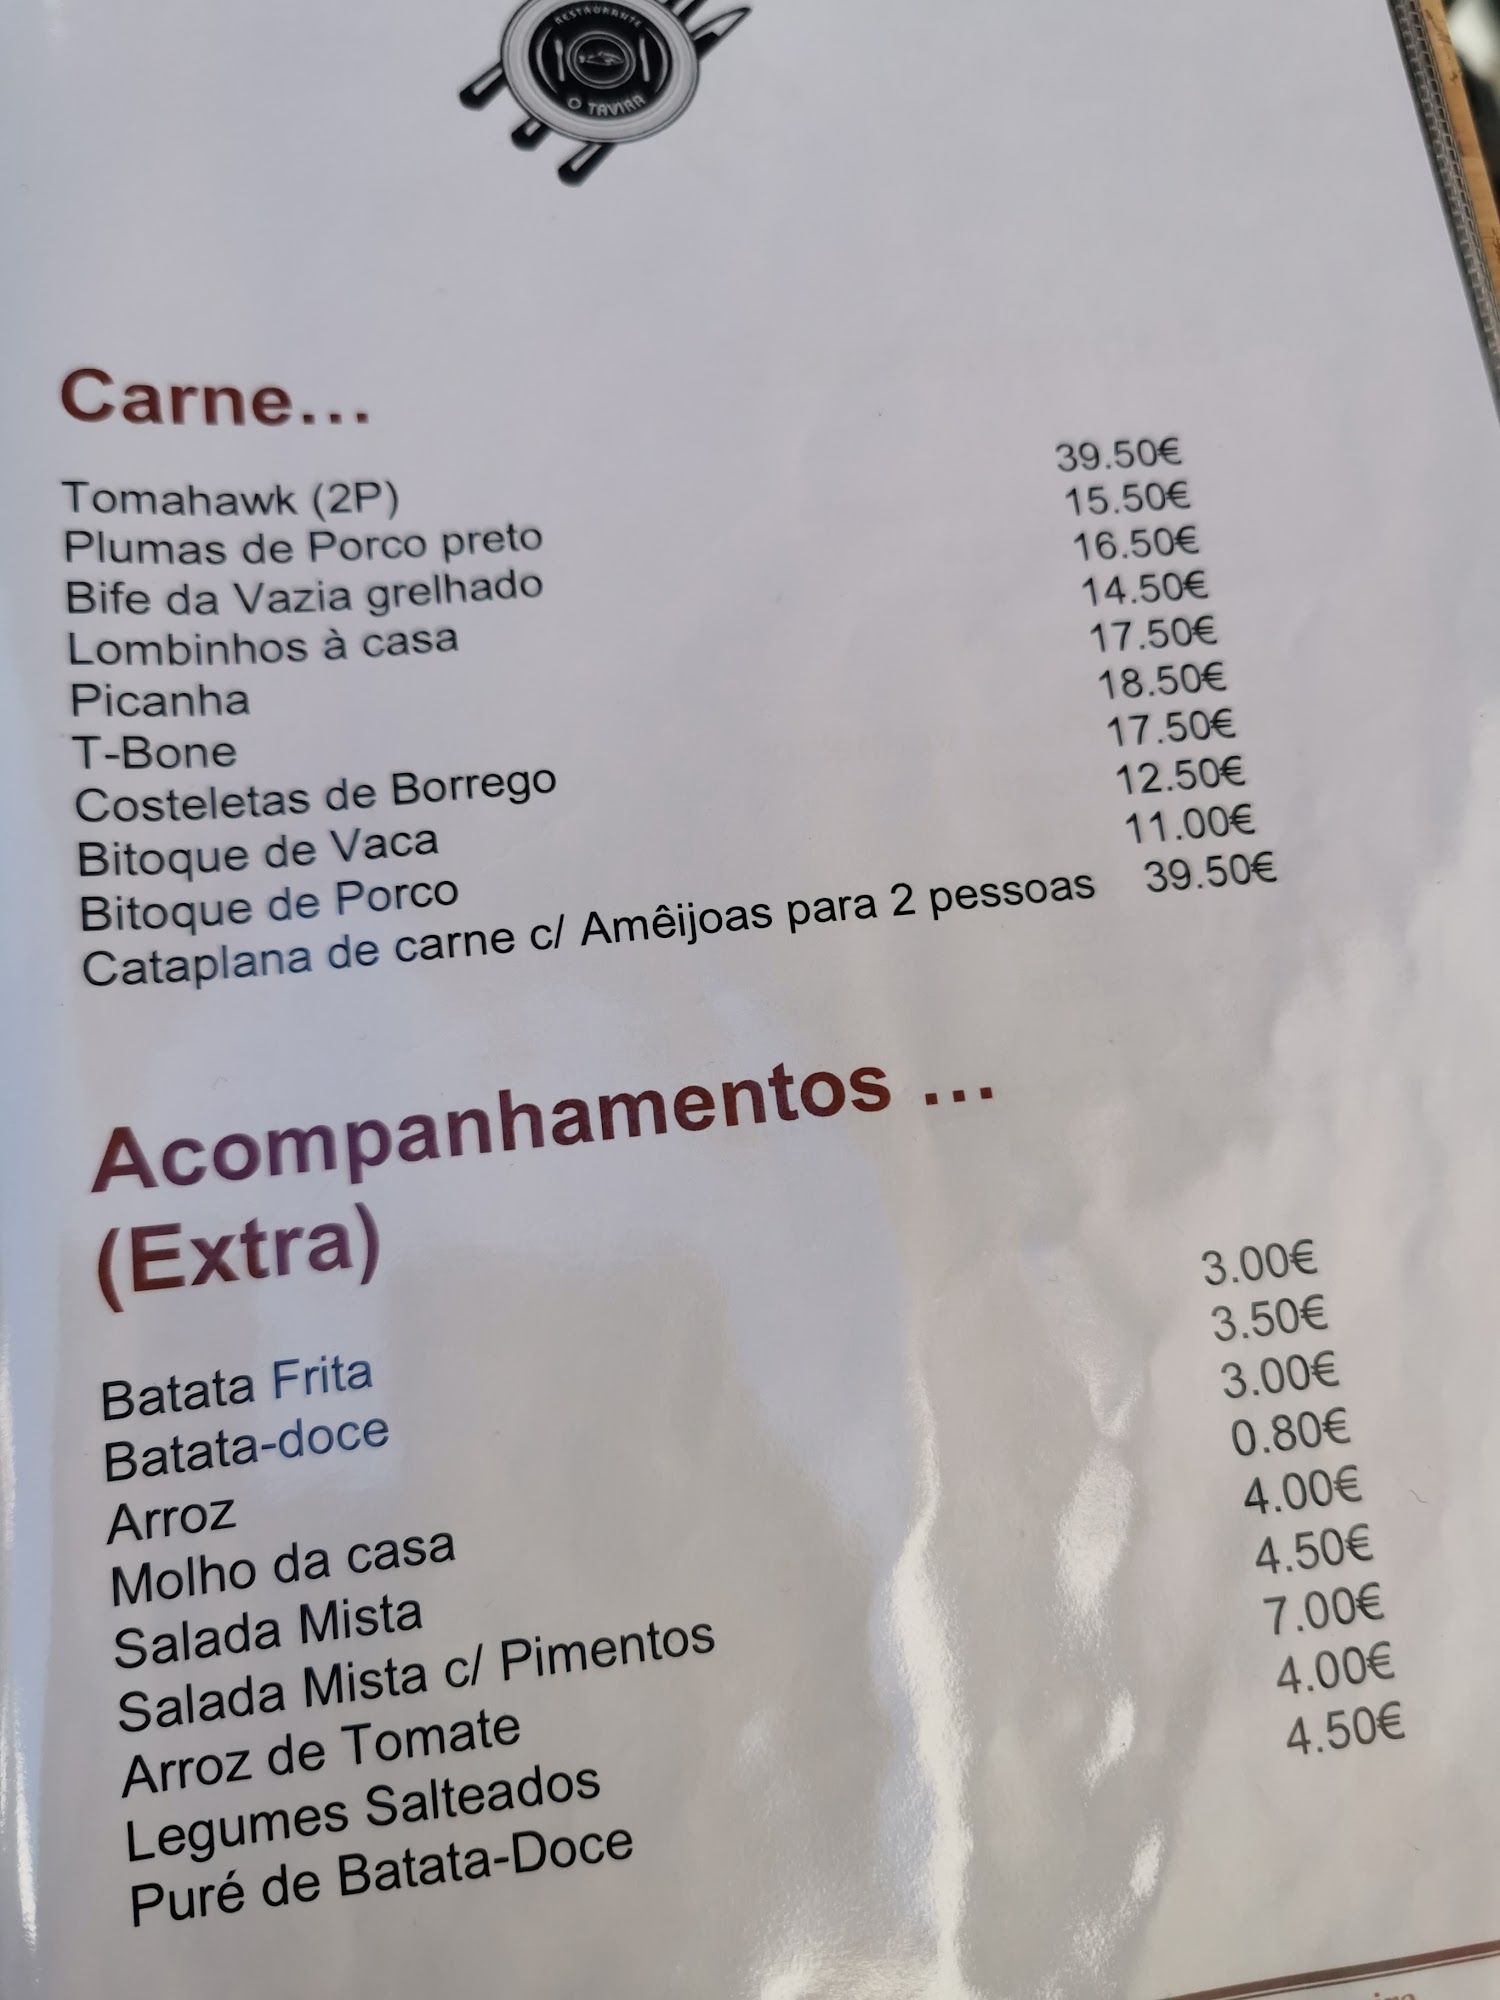 RESTAURANTE
O TAVIRA
Carne...
Tomahawk (2P) 39.50€
Plumas de Porco preto 15.50€
Bife da Vazia grelhado 16.50€
Lombinhos à casa 14.50€
Picanha 17.50€
T-Bone 18.50€
Costeletas de Borrego 17.50€
Bitoque de Vaca 12.50€
Bitoque de Porco 11.00€
Cataplana de carne c/ Amêijoas para 2 pessoas 39.50€
Acompanhamentos ...
(Extra)
Batata Frita 3.00€
Batata-doce 3.50€
Arroz 3.00€
Molho da casa 0.80€
Salada Mista 4.00€
Salada Mista c/ Pimentos 4.50€
Arroz de Tomate 7.00€
Legumes Salteados 4.00€
Puré de Batata-Doce 4.50€